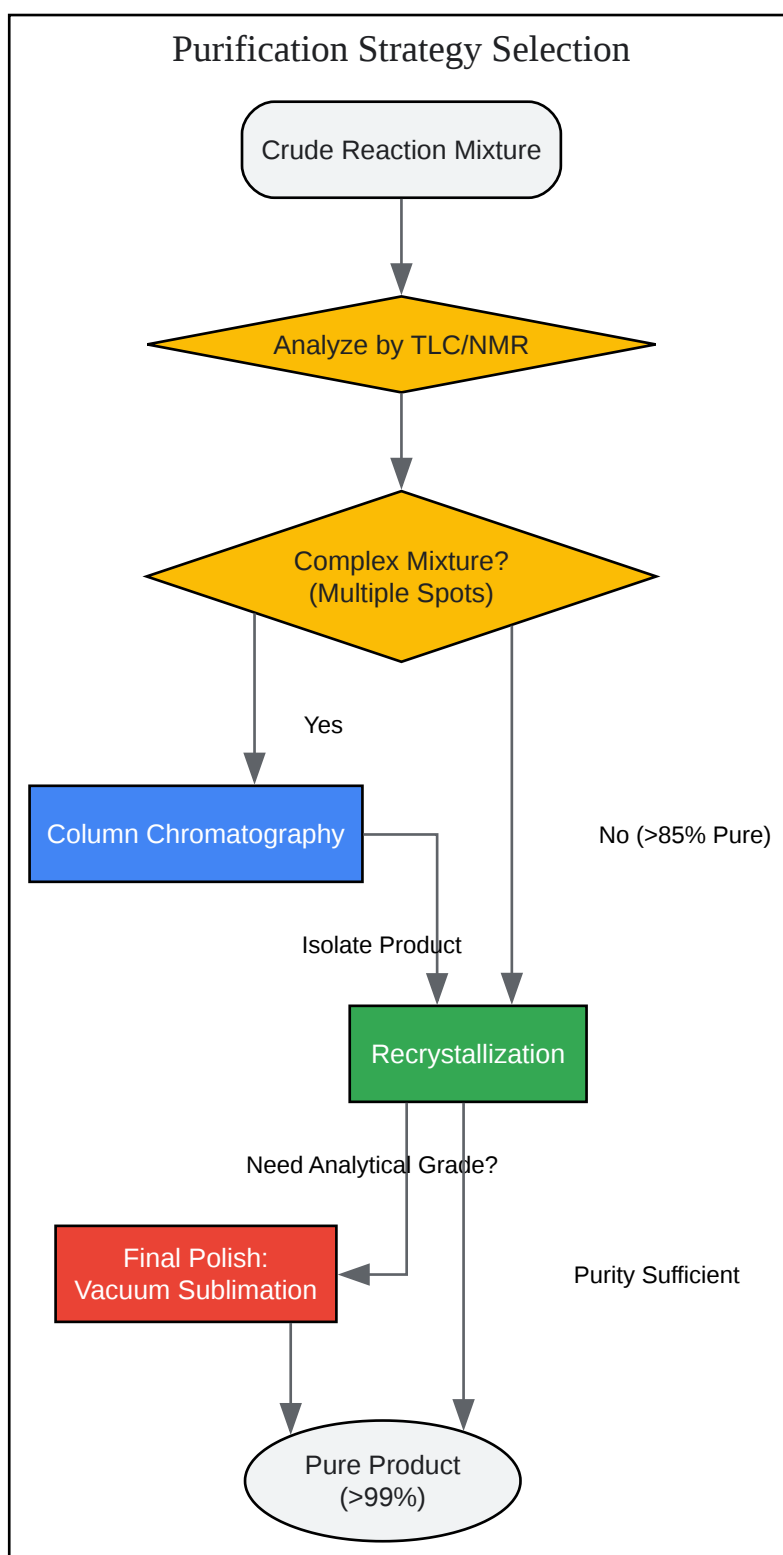 Purification Strategy Selection
Crude Reaction Mixture
Analyze by TLC/NMR
Complex Mixture?
(Multiple Spots)
Yes
Column Chromatography
No (>85% Pure)
Isolate Product
Recrystallization
Need Analytical Grade?
Final Polish:
Vacuum Sublimation
Purity Sufficient
Pure Product
(>99%)